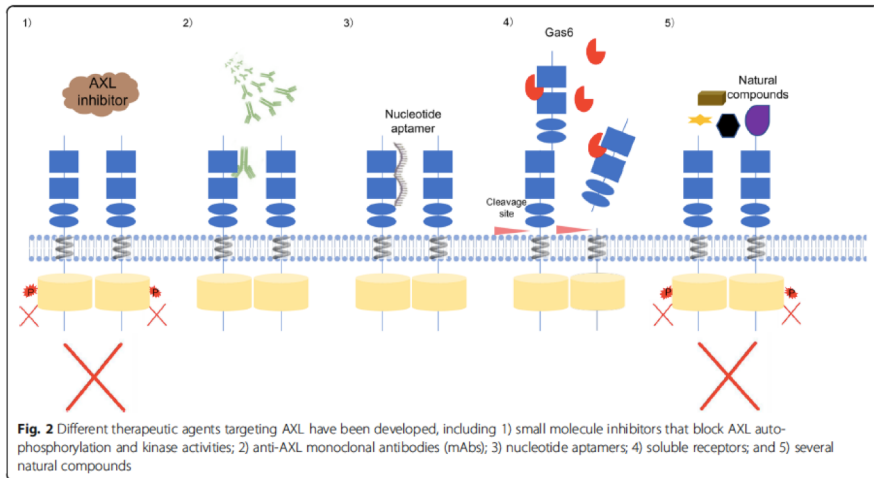 1)
2)
3)
4)
5)
AXL
inhibitor
Nucleotide
aptamer
Gas6
Cleavage
site
Natural
compounds
P
P
P
P
Fig. 2 Different therapeutic agents targeting AXL have been developed, including 1) small molecule inhibitors that block AXL auto-
phosphorylation and kinase activities; 2) anti-AXL monoclonal antibodies (mAbs); 3) nucleotide aptamers; 4) soluble receptors; and 5) several
natural compounds